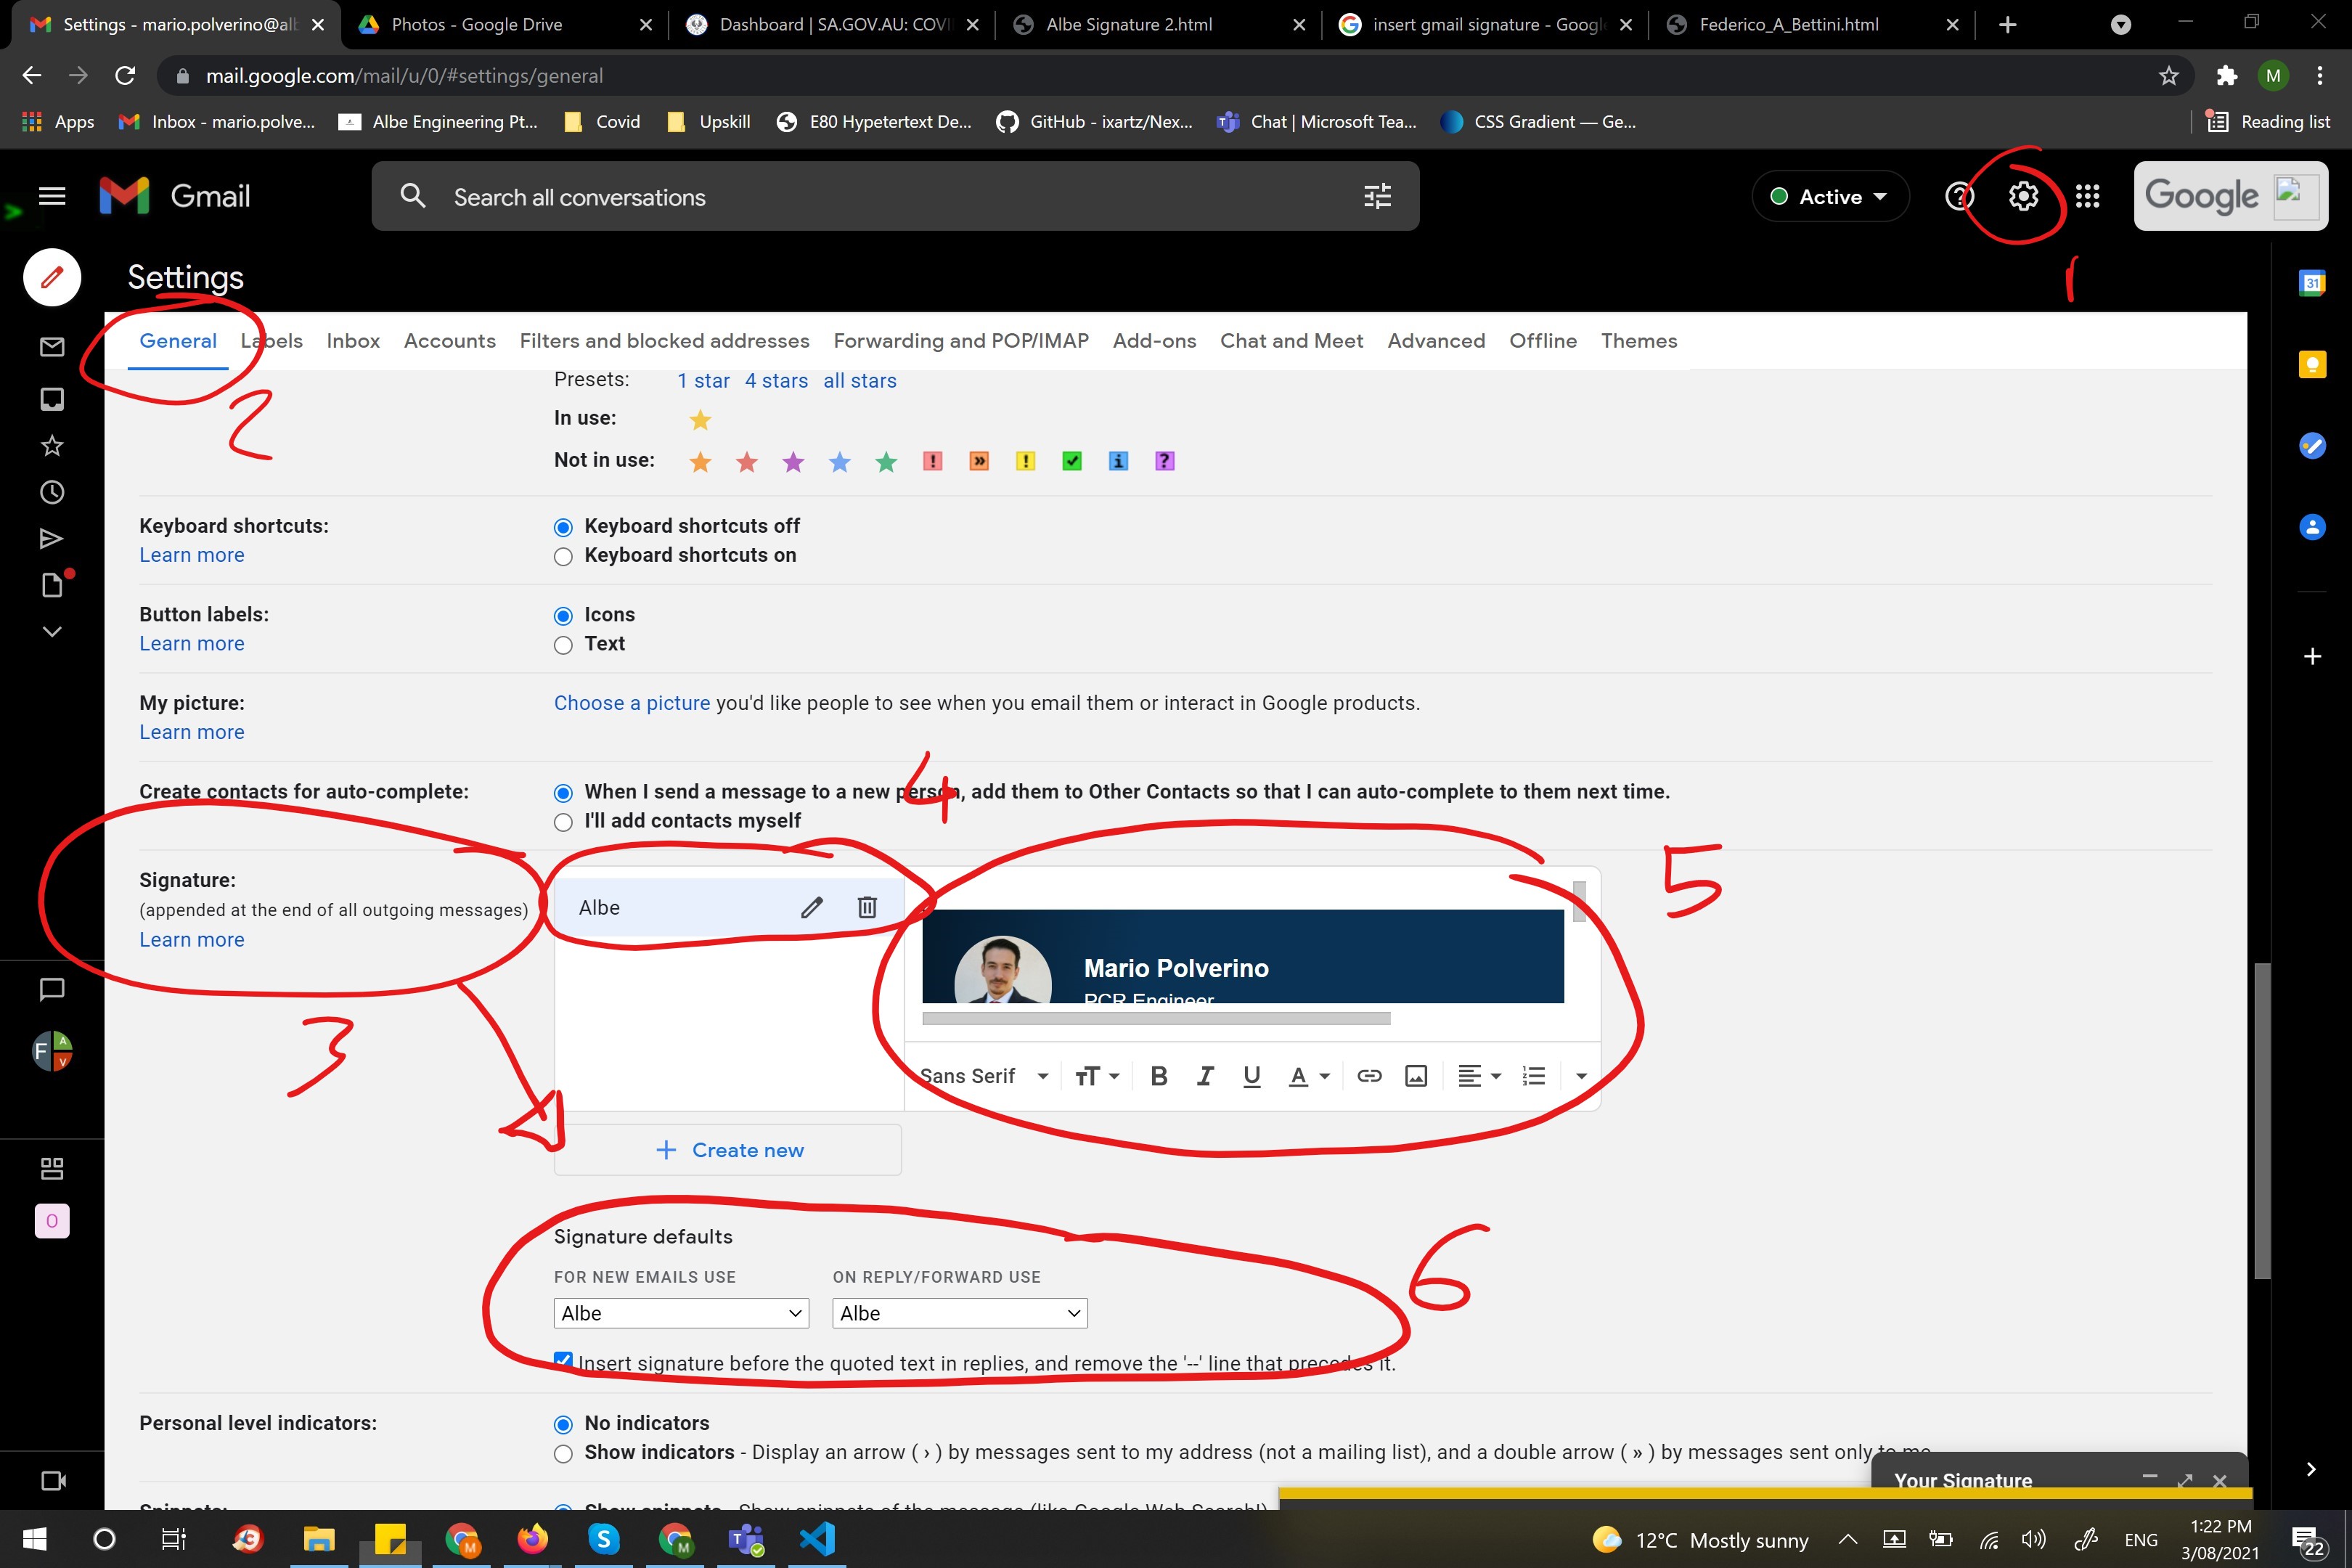 Settings - mario.polverino@alb
Photos - Google Drive
Dashboard | SA.GOV.AU: COVI
Albe Signature 2.html
insert gmail signature - Googl
Federico_A_Bettini.html
mail.google.com/mail/u/0/#settings/general
M
Apps
Inbox - mario.polve...
Albe Engineering Pt...
Covid
Upskill
E80 Hypetertext De...
GitHub - ixartz/Nex...
Chat | Microsoft Tea...
CSS Gradient — Ge...
Reading list
Gmail
Search all conversations
Active
Google
1
Settings
31
General Labels Inbox Accounts Filters and blocked addresses Forwarding and POP/IMAP Add-ons Chat and Meet Advanced Offline Themes
2
Presets: 1 star 4 stars all stars
In use:
Not in use:
Keyboard shortcuts:
Learn more
Keyboard shortcuts off
Keyboard shortcuts on
Button labels:
Learn more
Icons
Text
My picture:
Learn more
Choose a picture you'd like people to see when you email them or interact in Google products.
4
Create contacts for auto-complete:
When I send a message to a new person, add them to Other Contacts so that I can auto-complete to them next time.
I'll add contacts myself
5
Signature:
(appended at the end of all outgoing messages)
Learn more
3
Albe
Mario Polverino
PCR Engineer
Sans Serif
+ Create new
6
Signature defaults
FOR NEW EMAILS USE
ON REPLY/FORWARD USE
Albe
Albe
Insert signature before the quoted text in replies, and remove the '--' line that precedes it.
Personal level indicators:
No indicators
Show indicators - Display an arrow ( › ) by messages sent to my address (not a mailing list), and a double arrow ( » ) by messages sent only to me.
Snippets:
Show snippets - Show snippets of the message (like Google Web Search!)
Your Signature
F A V
O
12°C Mostly sunny
ENG
1:22 PM
3/08/2021
22